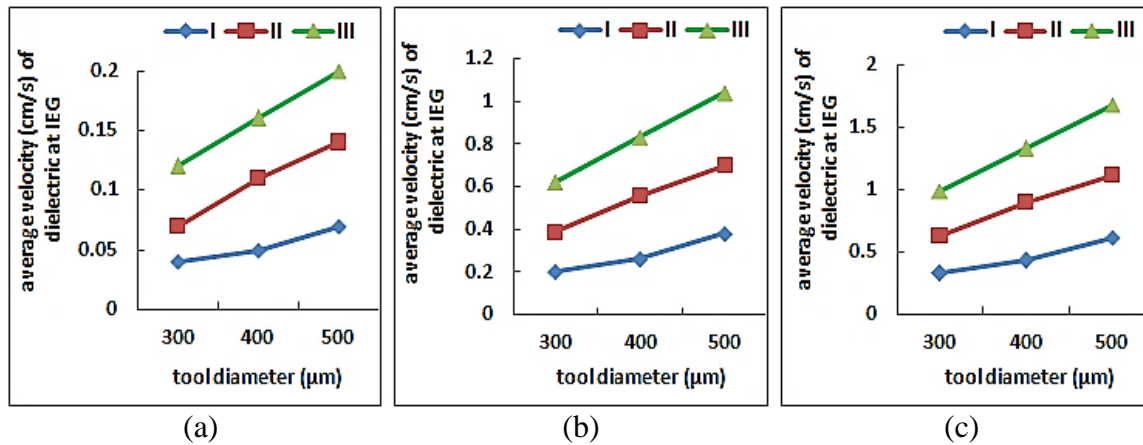 I II III
average velocity (cm/s) of
dielectric at IEG
0.2
0.15
0.1
0.05
0
300 400 500
tool diameter (μm)
(a)
I II III
average velocity (cm/s) of
dielectric at IEG
1.2
1
0.8
0.6
0.4
0.2
0
300 400 500
tool diameter (μm)
(b)
I II III
average velocity (cm/s) of
dielectric at IEG
2
1.5
1
0.5
0
300 400 500
tool diameter (μm)
(c)